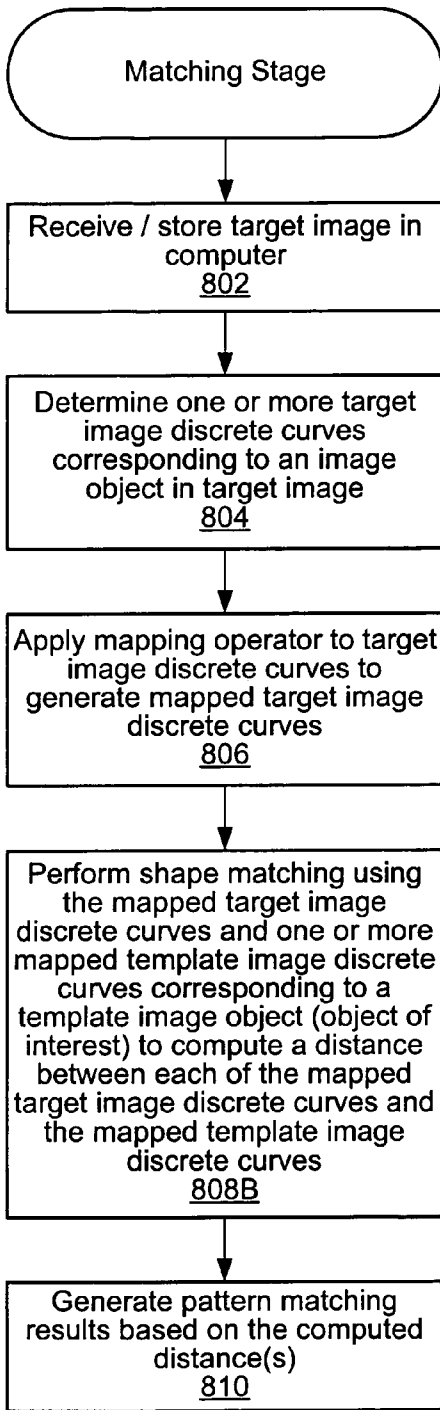 Matching Stage
Receive / store target image in
computer
802
Determine one or more target
image discrete curves
corresponding to an image
object in target image
804
Apply mapping operator to target
image discrete curves to
generate mapped target image
discrete curves
806
Perform shape matching using
the mapped target image
discrete curves and one or more
mapped template image discrete
curves corresponding to a
template image object (object of
interest) to compute a distance
between each of the mapped
target image discrete curves and
the mapped template image
discrete curves
808B
Generate pattern matching
results based on the computed
distance(s)
810